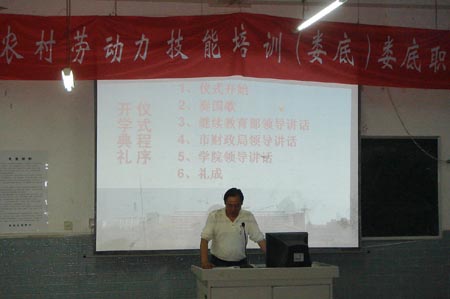 农村劳动力技能培训(娄底)娄底职
开学典礼
仪式程序
1、仪式开始
2、奏国歌
3、继续教育部领导讲话
4、市财政局领导讲话
5、学院领导讲话
6、礼成